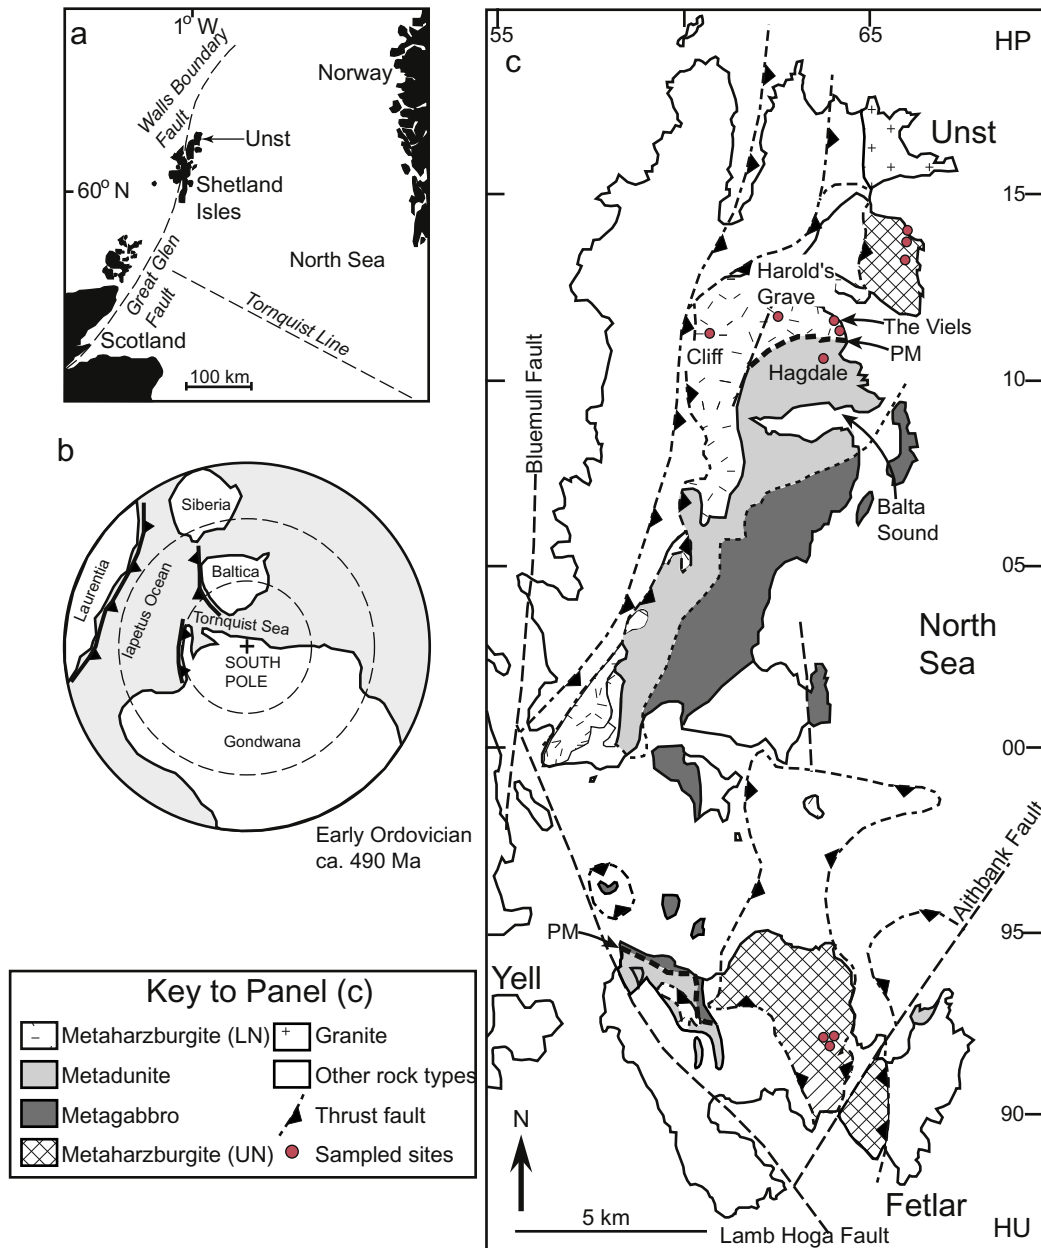 a
1° W
Norway
Walls Boundary
Fault
Unst
60° N
Shetland
Isles
North Sea
Great Glen
Fault
Tornquist Line
Scotland
100 km
b
Siberia
Laurentia
Iapetus Ocean
Baltica
Tornquist Sea
SOUTH
POLE
Gondwana
Early Ordovician
ca. 490 Ma
Key to Panel (c)
Metaharzburgite (LN)
Metadunite
Metagabbro
Metaharzburgite (UN)
Granite
Other rock types
Thrust fault
Sampled sites
55
65
HP
c
Unst
15
Harold's
Grave
The Viels
Cliff
PM
Hagdale
10
Bluemull Fault
Balta
Sound
05
North
Sea
00
Aithbank Fault
95
PM
Yell
90
N
5 km
Fetlar
Lamb Hoga Fault
HU